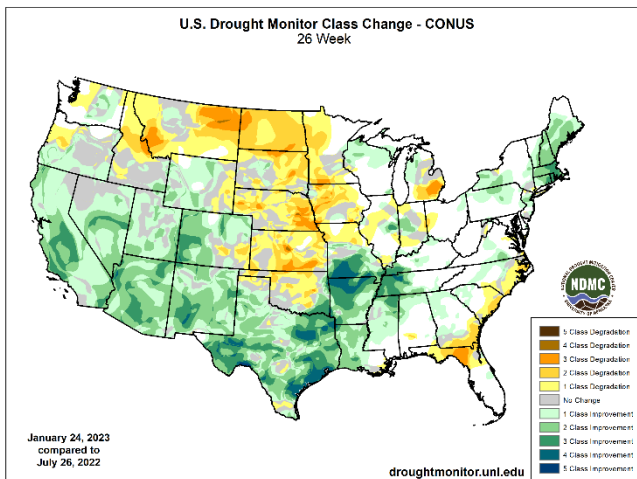 U.S. Drought Monitor Class Change - CONUS
26 Week
NDMC
5 Class Degradation
4 Class Degradation
3 Class Degradation
2 Class Degradation
1 Class Degradation
No Change
1 Class Improvement
2 Class Improvement
3 Class Improvement
4 Class Improvement
5 Class Improvement
January 24, 2023
compared to
July 26, 2022
droughtmonitor.unl.edu